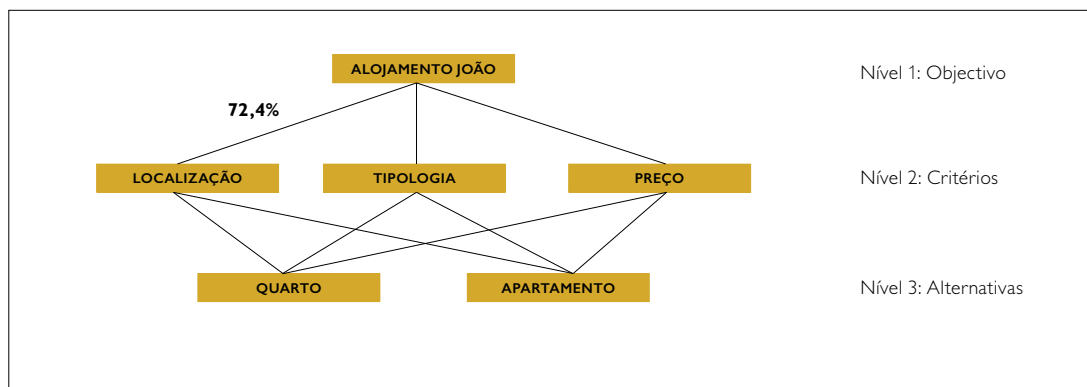 ALOJAMENTO JOÃO
Nível 1: Objectivo
72,4%
LOCALIZAÇÃO
TIPOLOGIA
PREÇO
Nível 2: Critérios
QUARTO
APARTAMENTO
Nível 3: Alternativas